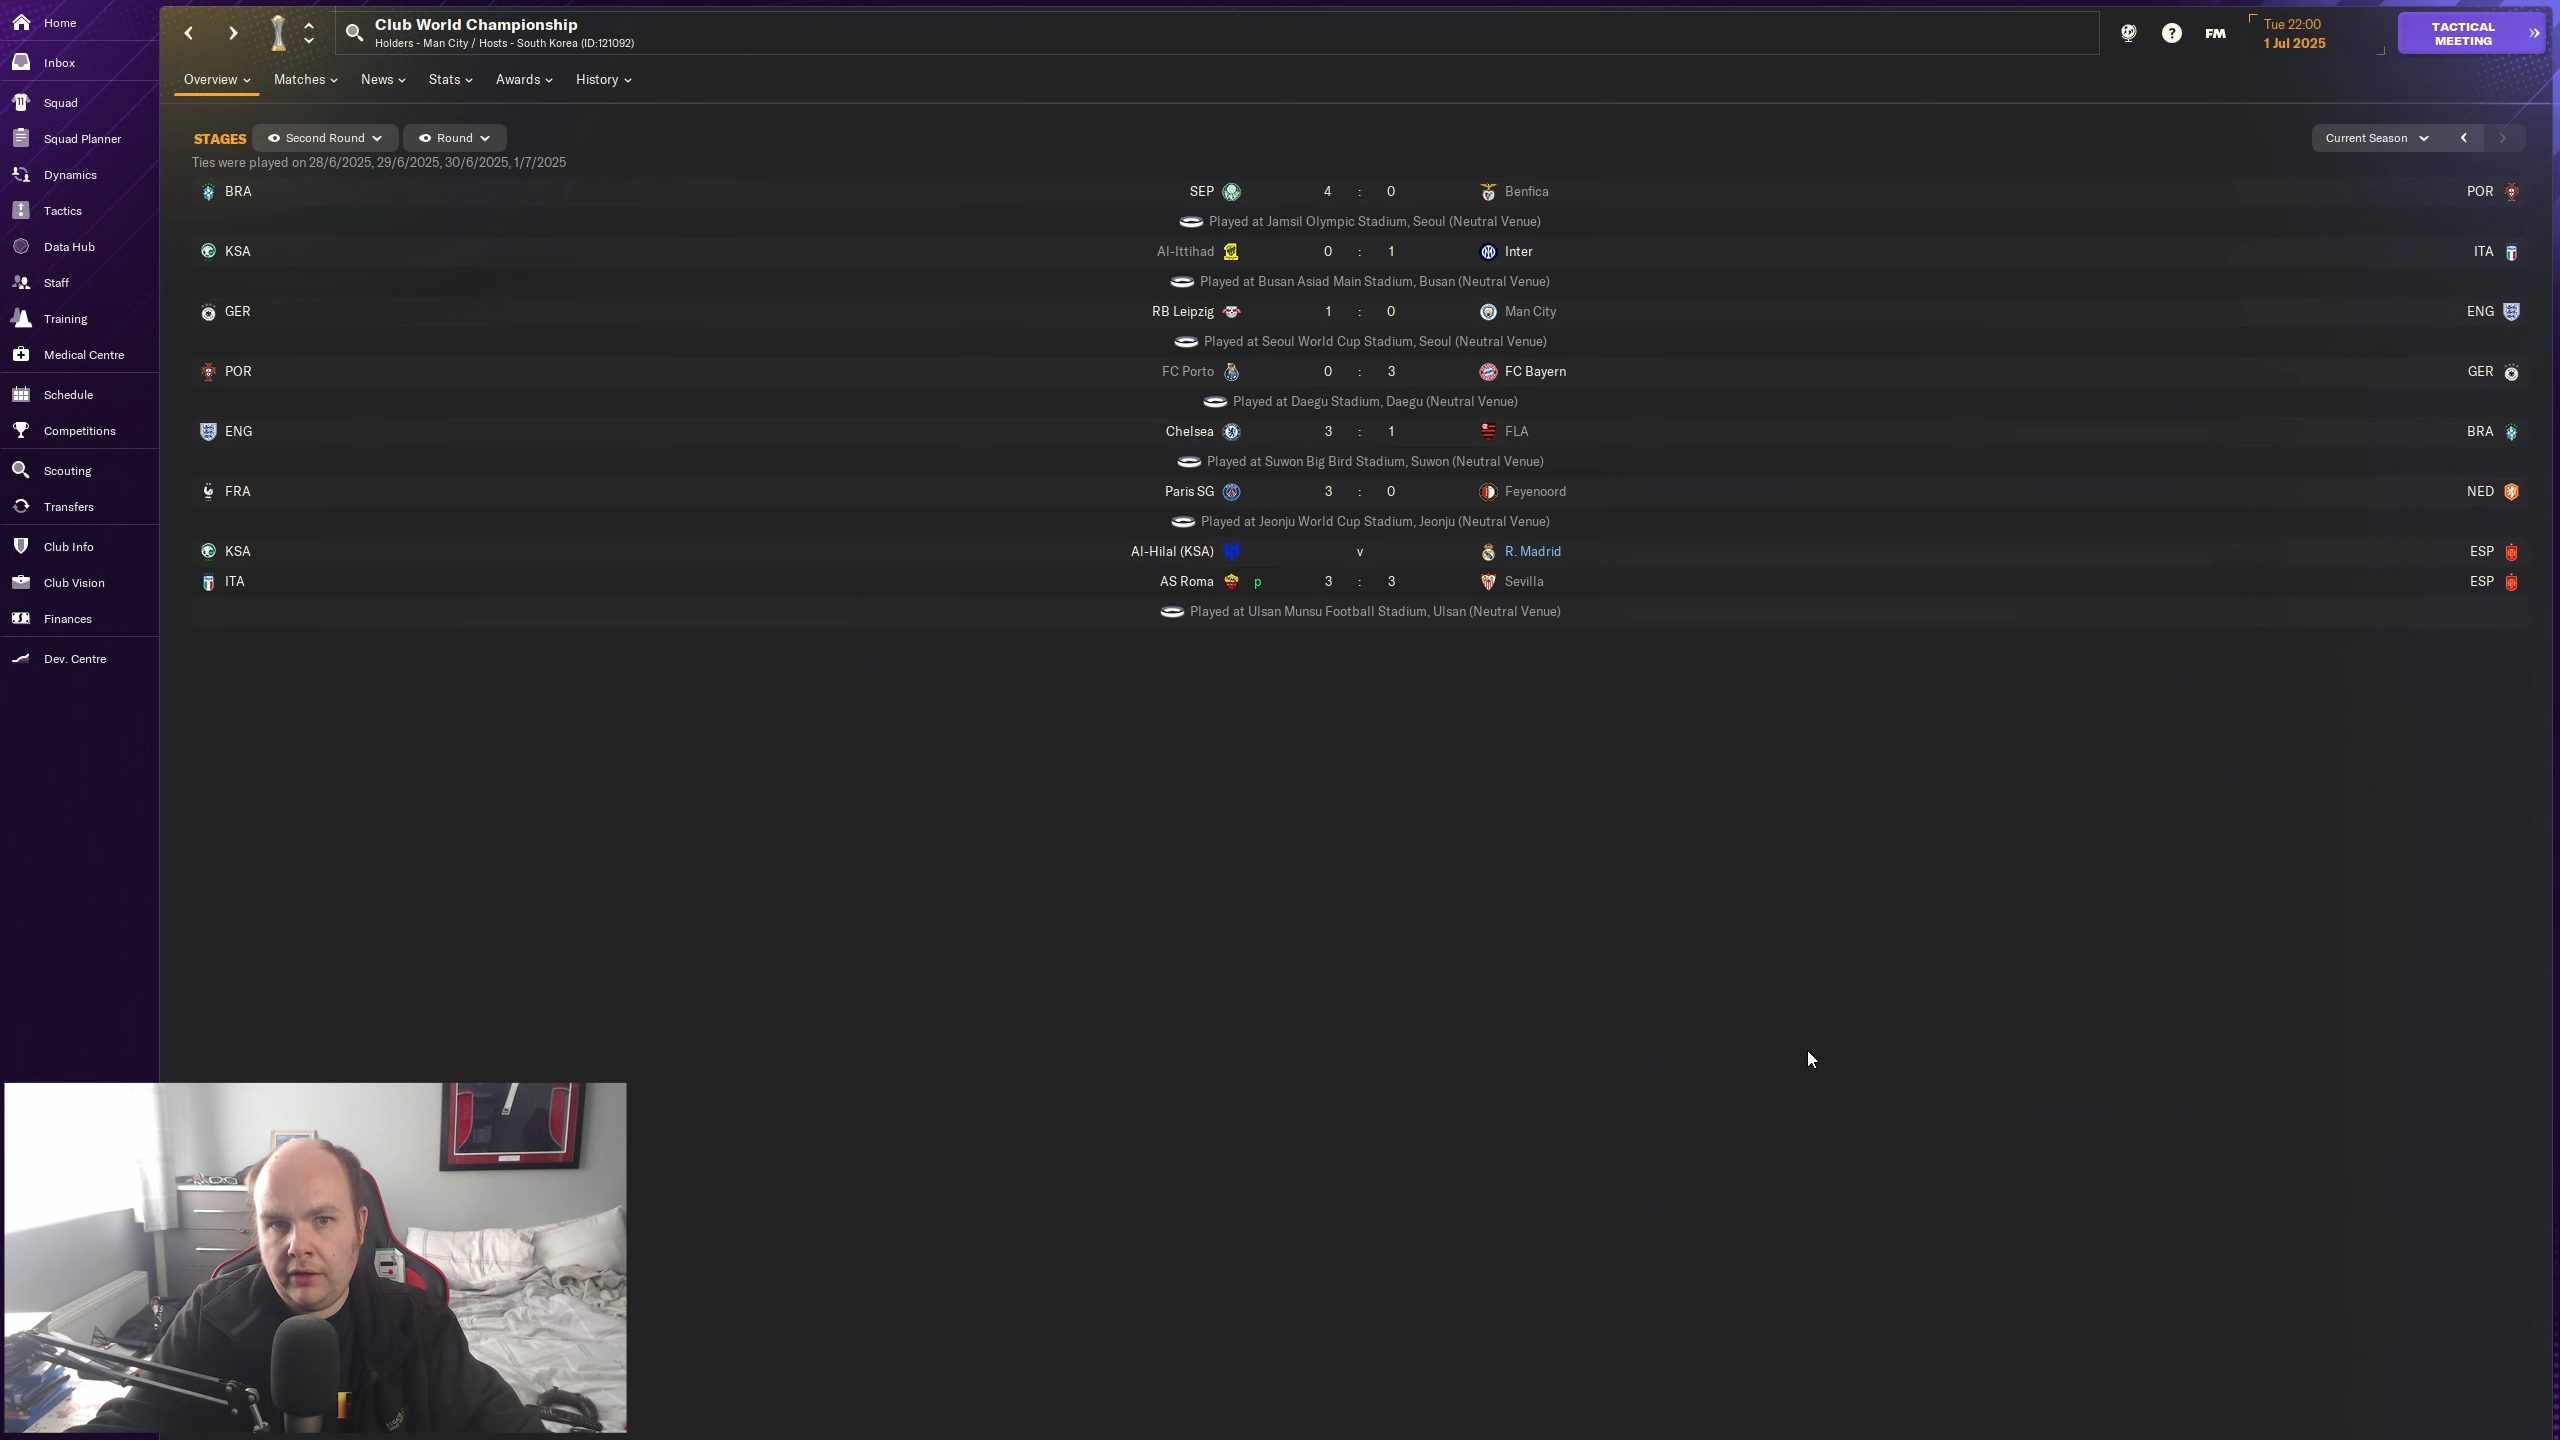 Home
Inbox
Squad
Squad Planner
Dynamics
Tactics
Data Hub
Staff
Training
Medical Centre
Schedule
Competitions
Scouting
Transfers
Club Info
Club Vision
Finances
Dev. Centre
Club World Championship
Holders - Man City / Hosts - South Korea (ID:121092)
FM
Tue 22:00
1 Jul 2025
TACTICAL MEETING
Overview Matches News Stats Awards History
STAGES Second Round Round Current Season
Ties were played on 28/6/2025, 29/6/2025, 30/6/2025, 1/7/2025
BRA SEP 4 : 0 Benfica POR
Played at Jamsil Olympic Stadium, Seoul (Neutral Venue)
KSA Al-Ittihad 0 : 1 Inter ITA
Played at Busan Asiad Main Stadium, Busan (Neutral Venue)
GER RB Leipzig 1 : 0 Man City ENG
Played at Seoul World Cup Stadium, Seoul (Neutral Venue)
POR FC Porto 0 : 3 FC Bayern GER
Played at Daegu Stadium, Daegu (Neutral Venue)
ENG Chelsea 3 : 1 FLA BRA
Played at Suwon Big Bird Stadium, Suwon (Neutral Venue)
FRA Paris SG 3 : 0 Feyenoord NED
Played at Jeonju World Cup Stadium, Jeonju (Neutral Venue)
KSA Al-Hilal (KSA) v R. Madrid ESP
ITA AS Roma p 3 : 3 Sevilla ESP
Played at Ulsan Munsu Football Stadium, Ulsan (Neutral Venue)